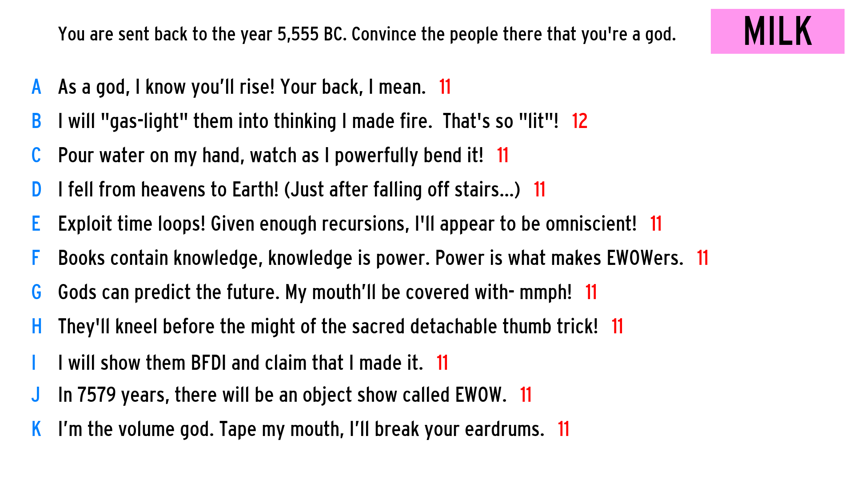 You are sent back to the year 5,555 BC. Convince the people there that you're a god.
MILK
A As a god, I know you’ll rise! Your back, I mean. 11
B I will "gas-light" them into thinking I made fire. That's so "lit"! 12
C Pour water on my hand, watch as I powerfully bend it! 11
D I fell from heavens to Earth! (Just after falling off stairs...) 11
E Exploit time loops! Given enough recursions, I'll appear to be omniscient! 11
F Books contain knowledge, knowledge is power. Power is what makes EWOWers. 11
G Gods can predict the future. My mouth’ll be covered with- mmph! 11
H They'll kneel before the might of the sacred detachable thumb trick! 11
I I will show them BFDI and claim that I made it. 11
J In 7579 years, there will be an object show called EWOW. 11
K I’m the volume god. Tape my mouth, I’ll break your eardrums. 11